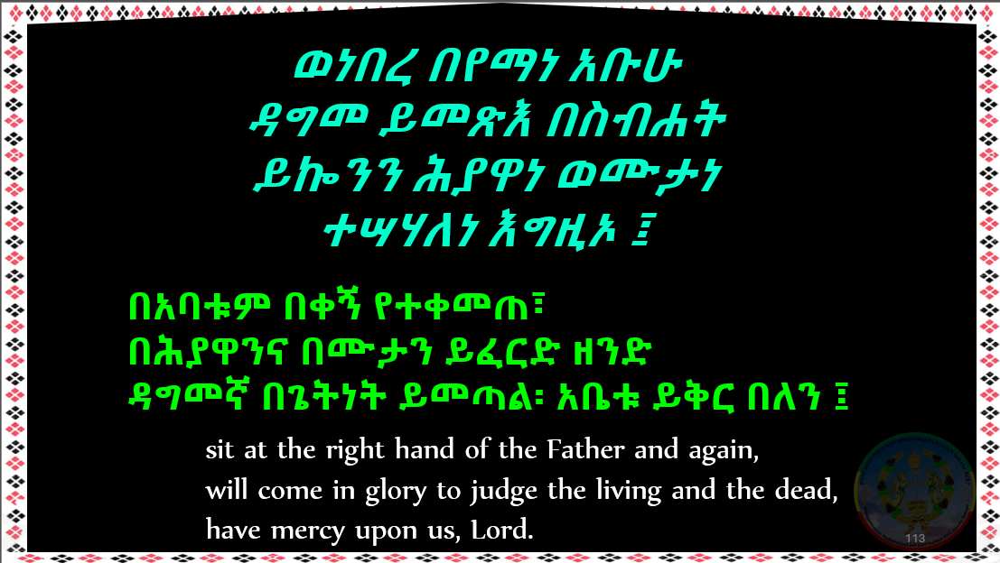 ወነበረ በየማነ አቡሁ
ዳግመ ይመጽእ በስብሐት
ይኰንን ሕያዋነ ወሙታነ
ተሣሃለነ እግዚኦ ፤
በአባቱም በቀኝ የተቀመጠ፣
በሕያዋንና በሙታን ይፈርድ ዘንድ
ዳግመኛ በጌትነት ይመጣል፡ አቤቱ ይቅር በለን ፤
sit at the right hand of the Father and again,
will come in glory to judge the living and the dead,
have mercy upon us, Lord.
113